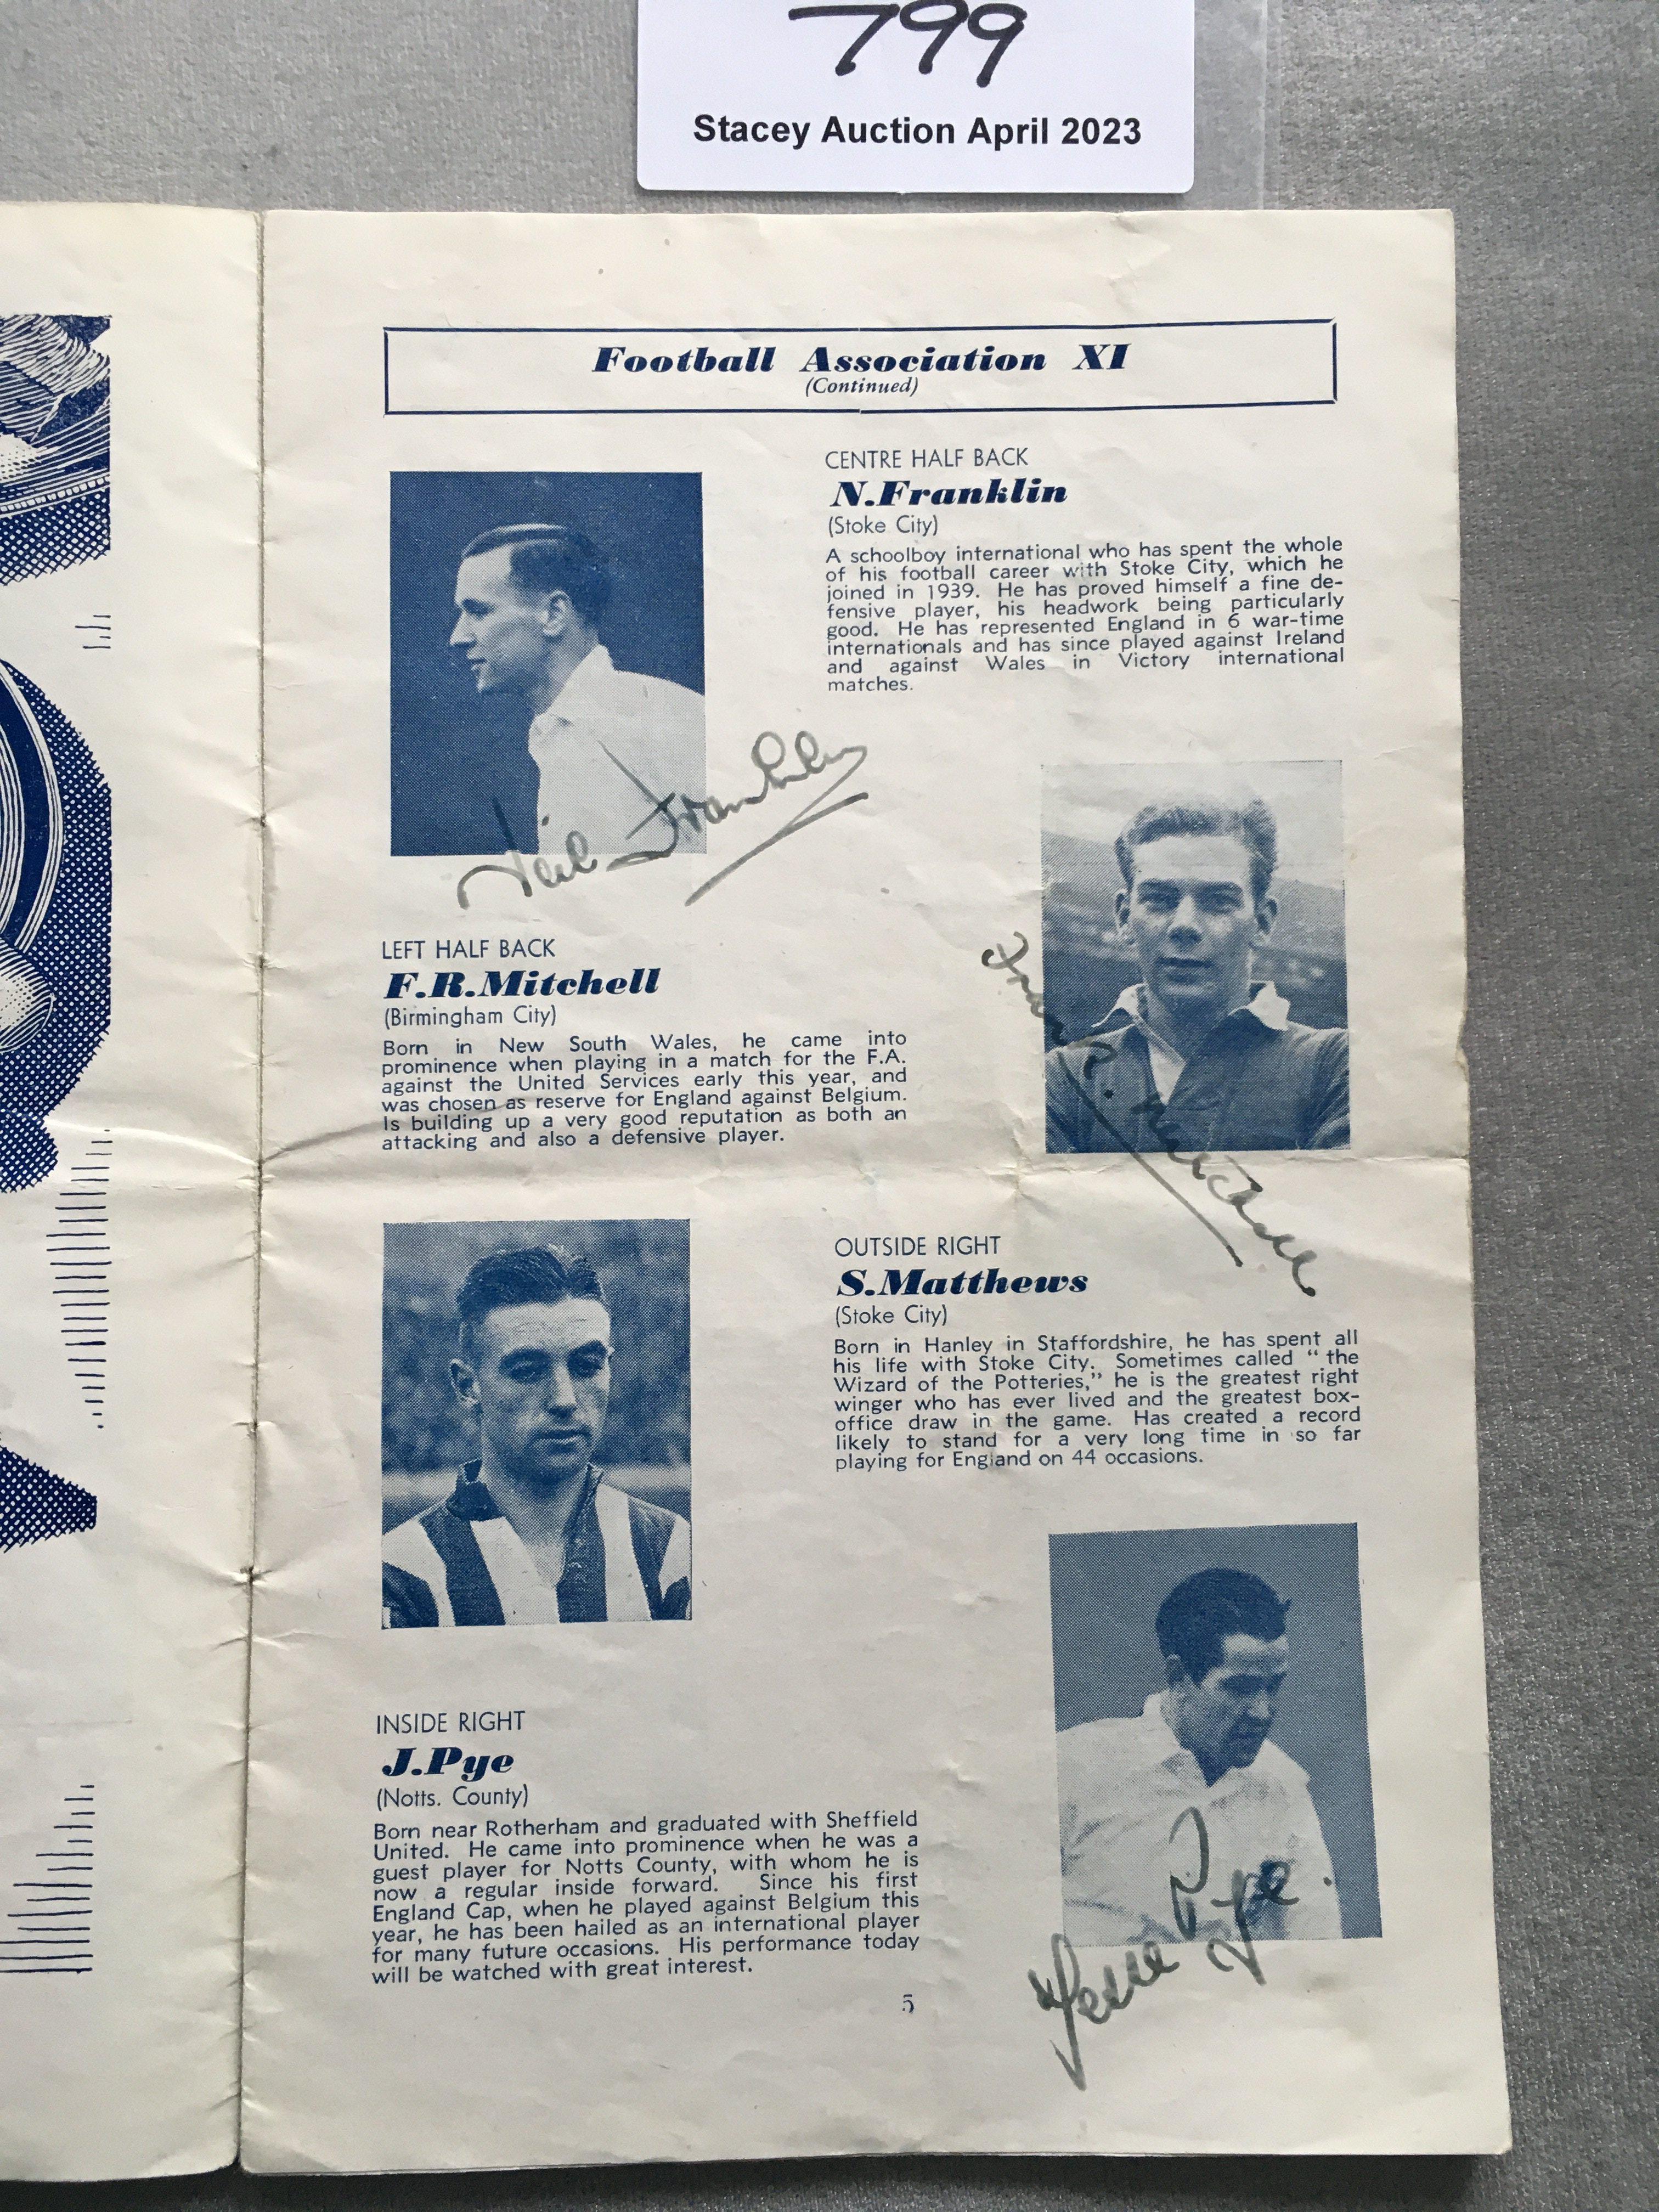 799
Stacey Auction April 2023
Football Association XI
(Continued)
CENTRE HALF BACK
N.Franklin
(Stoke City)
A schoolboy international who has spent the whole
of his football career with Stoke City, which he
joined in 1939. He has proved himself a fine de-
fensive player, his headwork being particularly
good. He has represented England in 6 war-time
internationals and has since played against Ireland
and against Wales in Victory international
matches.
Neil Franklin
LEFT HALF BACK
F.R.Mitchell
(Birmingham City)
Born in New South Wales, he came into
prominence when playing in a match for the F.A.
against the United Services early this year, and
was chosen as reserve for England against Belgium.
Is building up a very good reputation as both an
attacking and also a defensive player.
Frank R. Mitchell
OUTSIDE RIGHT
S.Matthews
(Stoke City)
Born in Hanley in Staffordshire, he has spent all
his life with Stoke City. Sometimes called "the
Wizard of the Potteries," he is the greatest right
winger who has ever lived and the greatest box-
office draw in the game. Has created a record
likely to stand for a very long time in so far
playing for England on 44 occasions.
INSIDE RIGHT
J.Pye
(Notts. County)
Born near Rotherham and graduated with Sheffield
United. He came into prominence when he was a
guest player for Notts County, with whom he is
now a regular inside forward. Since his first
England Cap, when he played against Belgium this
year, he has been hailed as an international player
for many future occasions. His performance today
will be watched with great interest.
Jesse Pye.
5